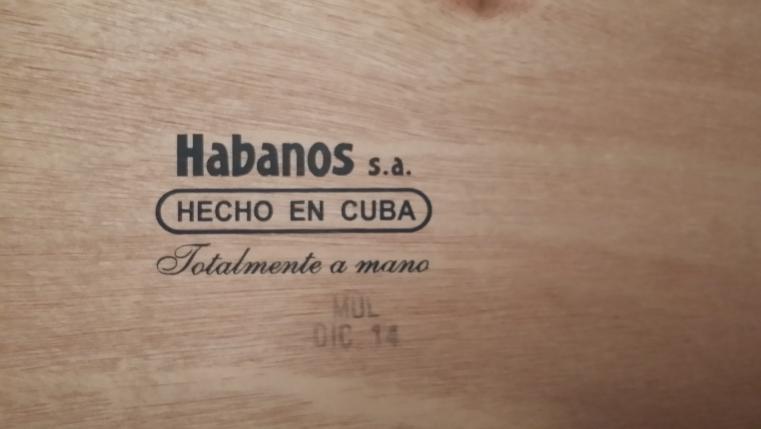 Habanos s.a.
HECHO EN CUBA
Totalmente a mano
MUL
DIC 14